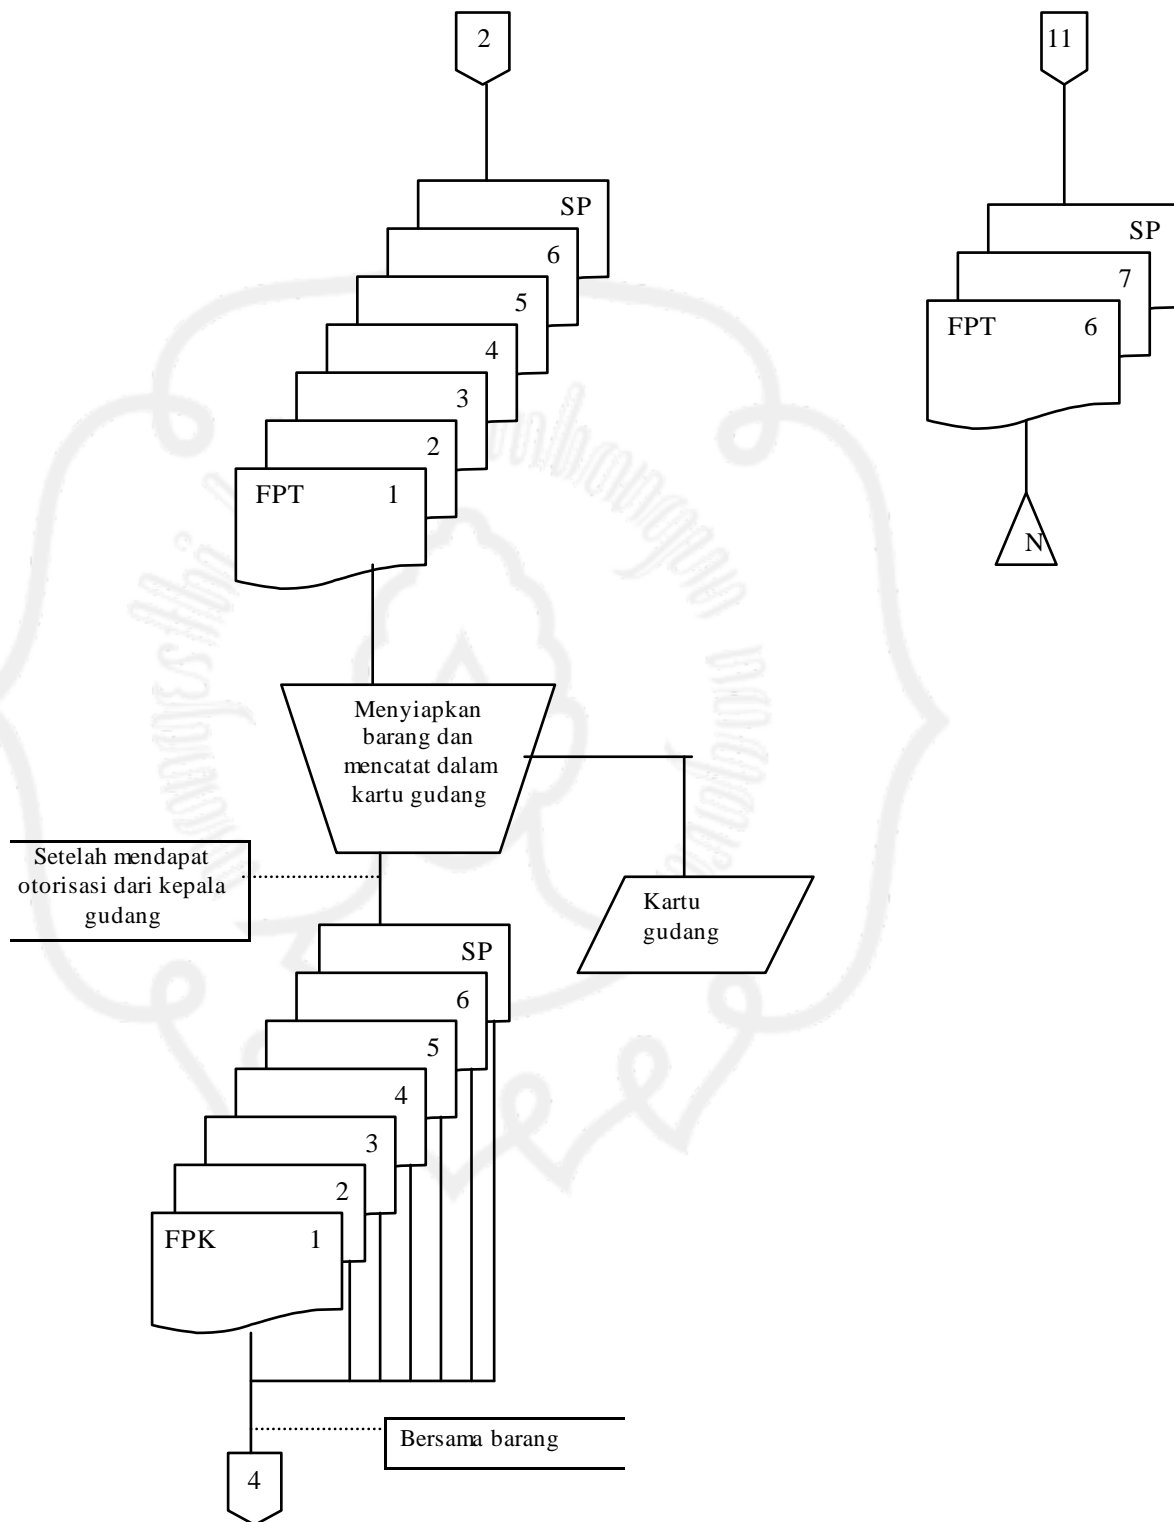 2
SP
6
5
4
3
2
FPT 1
Menyiapkan
barang dan
mencatat dalam
kartu gudang
Setelah mendapat
otorisasi dari kepala
gudang
Kartu
gudang
SP
6
5
4
3
2
FPK 1
Bersama barang
4
11
SP
7
FPT 6
N